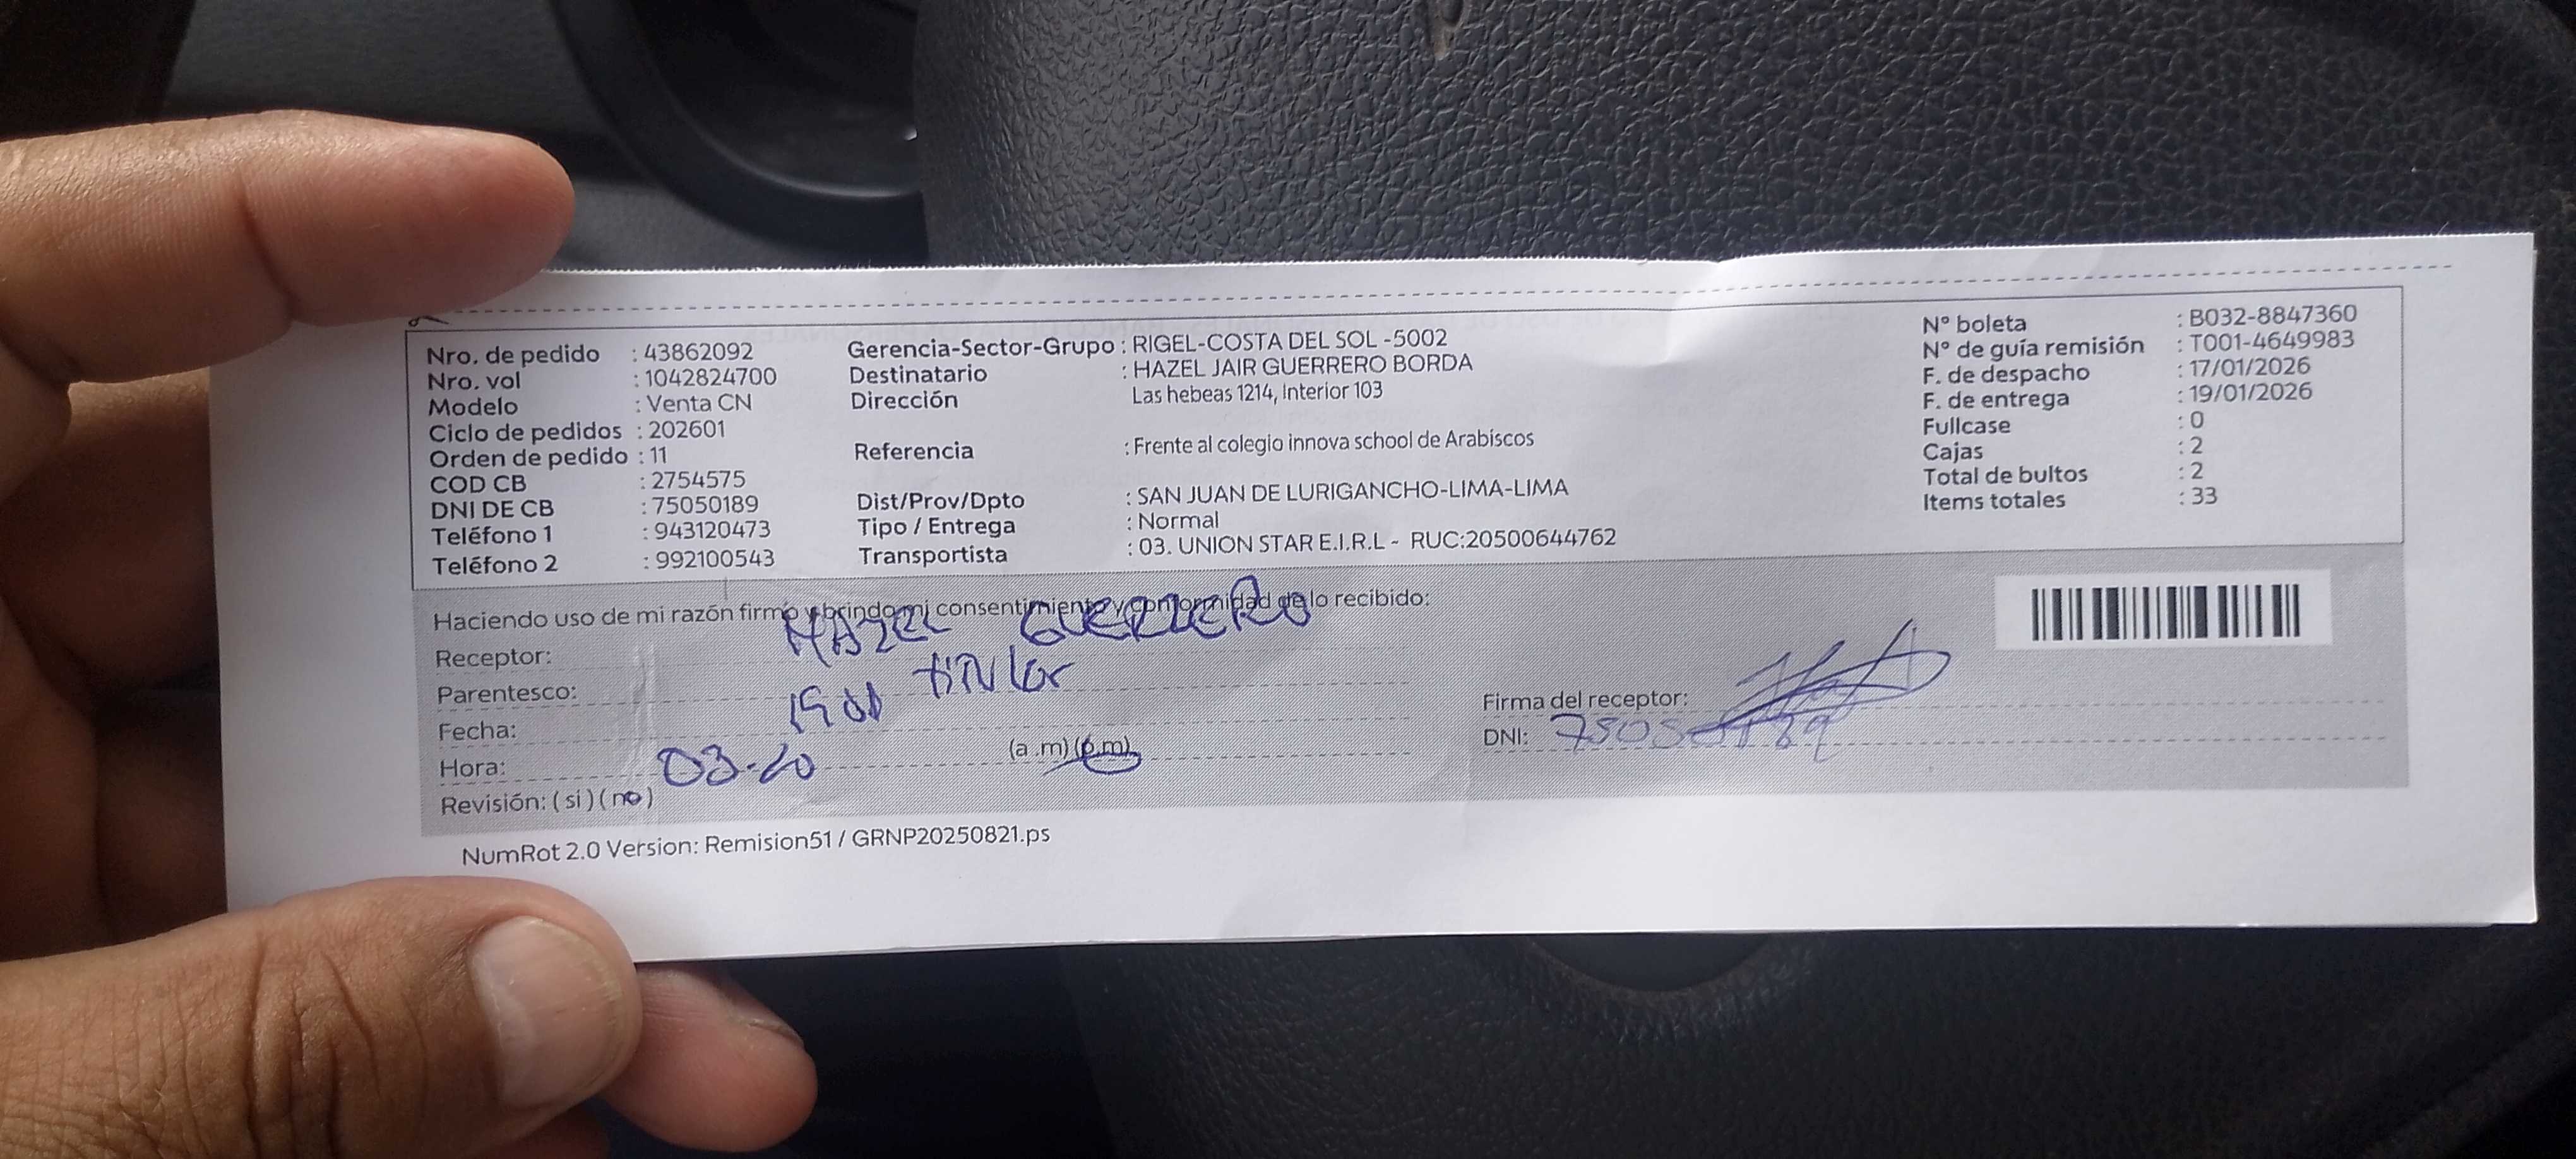 Nro. de pedido : 43862092
Nro. vol : 1042824700
Modelo : Venta CN
Ciclo de pedidos : 202601
Orden de pedido : 11
COD CB : 2754575
DNI DE CB : 75050189
Teléfono 1 : 943120473
Teléfono 2 : 992100543
Gerencia-Sector-Grupo : RIGEL-COSTA DEL SOL -5002
Destinatario : HAZEL JAIR GUERRERO BORDA
Dirección Las hebeas 1214, Interior 103
Referencia : Frente al colegio innova school de Arabiscos
Dist/Prov/Dpto : SAN JUAN DE LURIGANCHO-LIMA-LIMA
Tipo / Entrega : Normal
Transportista : 03. UNION STAR E.I.R.L - RUC:20500644762
N° boleta : B032-8847360
N° de guía remisión : T001-4649983
F. de despacho : 17/01/2026
F. de entrega : 19/01/2026
Fullcase : 0
Cajas : 2
Total de bultos : 2
Items totales : 33
Haciendo uso de mi razón firmo y brindo mi consentimiento y conformidad de lo recibido:
Receptor: HAZEL GUERRERO
Parentesco: titular
Fecha:
Hora: 03-20 (a .m) (p.m)
Revisión: ( si ) ( no )
Firma del receptor:
DNI:
NumRot 2.0 Version: Remision51 / GRNP20250821.ps